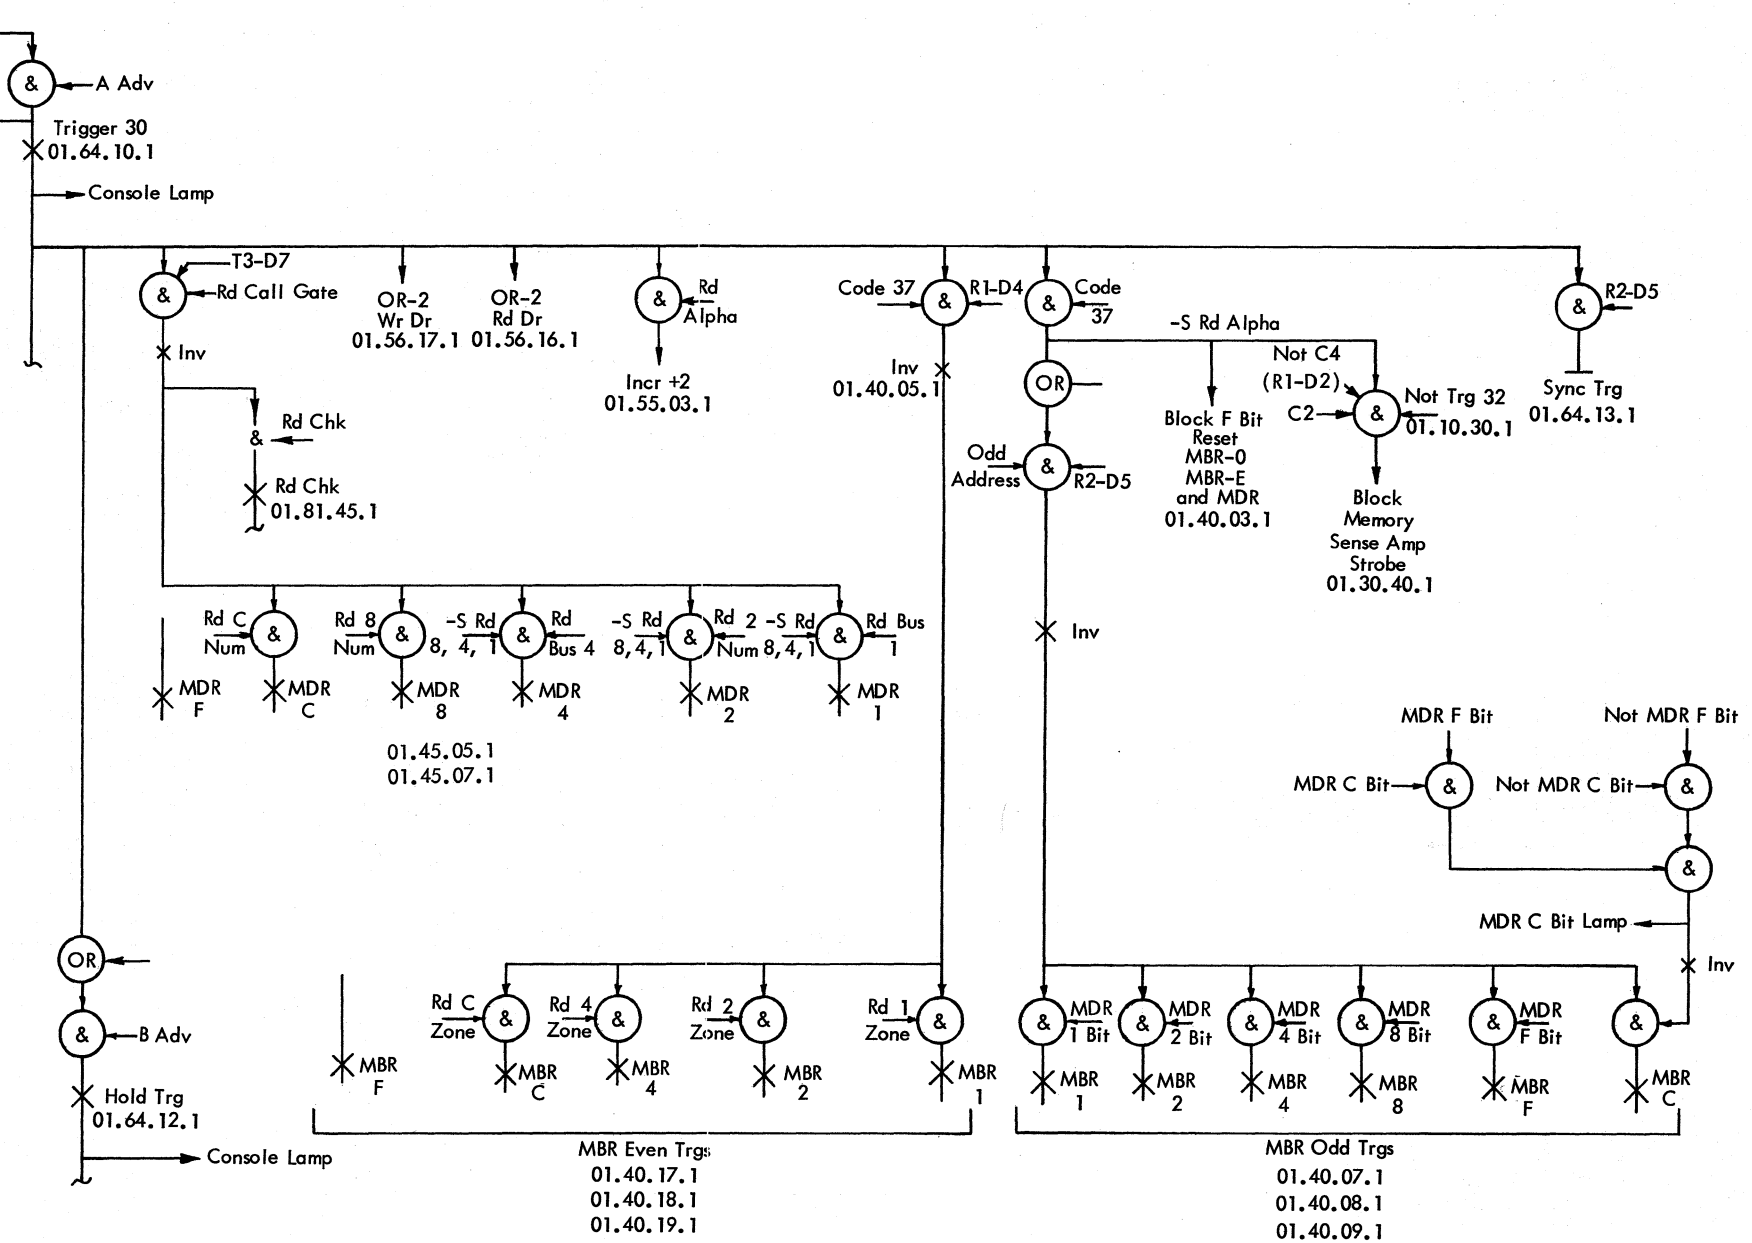 & A Adv
Trigger 30
01.64.10.1
Console Lamp
T3-D7
& Rd Call Gate
Inv
& Rd Chk
Rd Chk
01.81.45.1
OR-2
Wr Dr
01.56.17.1
OR-2
Rd Dr
01.56.16.1
& Rd
Alpha
Incr +2
01.55.03.1
Code 37 & R1-D4
Inv
01.40.05.1
& Code
37
OR
Odd
Address & R2-D5
Inv
-S Rd Alpha
Block F Bit
Reset
MBR-0
MBR-E
and MDR
01.40.03.1
Not C4
(R1-D2)
C2 & Not Trg 32
01.10.30.1
Block
Memory
Sense Amp
Strobe
01.30.40.1
& R2-D5
Sync Trg
01.64.13.1
MDR
F
Rd C
Num &
MDR
C
Rd 8
Num &
MDR
8
-S Rd
8, 4, 1 & Rd
Bus 4
MDR
4
-S Rd
8,4,1 & Rd 2
Num
MDR
2
-S Rd
8,4,1 & Rd Bus
1
MDR
1
01.45.05.1
01.45.07.1
MDR F Bit
MDR C Bit &
Not MDR F Bit
Not MDR C Bit &
&
MDR C Bit Lamp
Inv
OR
& B Adv
Hold Trg
01.64.12.1
Console Lamp
MBR
F
Rd C
Zone &
MBR
C
Rd 4
Zone &
MBR
4
Rd 2
Zone &
MBR
2
Rd 1
Zone &
MBR
1
MBR Even Trgs
01.40.17.1
01.40.18.1
01.40.19.1
& MDR
1 Bit
MBR
1
& MDR
2 Bit
MBR
2
& MDR
4 Bit
MBR
4
& MDR
8 Bit
MBR
8
& MDR
F Bit
MBR
F
&
MBR
C
MBR Odd Trgs
01.40.07.1
01.40.08.1
01.40.09.1